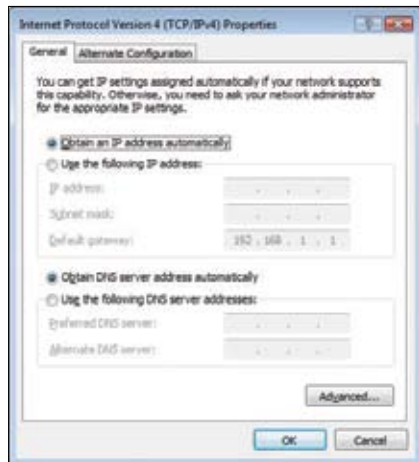 Internet Protocol Version 4 (TCP/IPv4) Properties
General
Alternate Configuration
You can get IP settings assigned automatically if your network supports
this capability. Otherwise, you need to ask your network administrator
for the appropriate IP settings.
Obtain an IP address automatically
Use the following IP address:
IP address:
Subnet mask:
Default gateway:
192 . 168 . 1 . 1
Obtain DNS server address automatically
Use the following DNS server addresses:
Preferred DNS server:
Alternate DNS server:
Advanced...
OK
Cancel